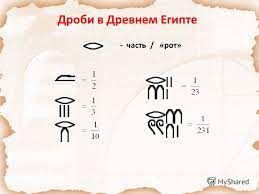 Дроби в Древнем Египте
- часть / «рот»
= 1/2
= 1/23
= 1/3
= 1/10
= 1/231
MyShared